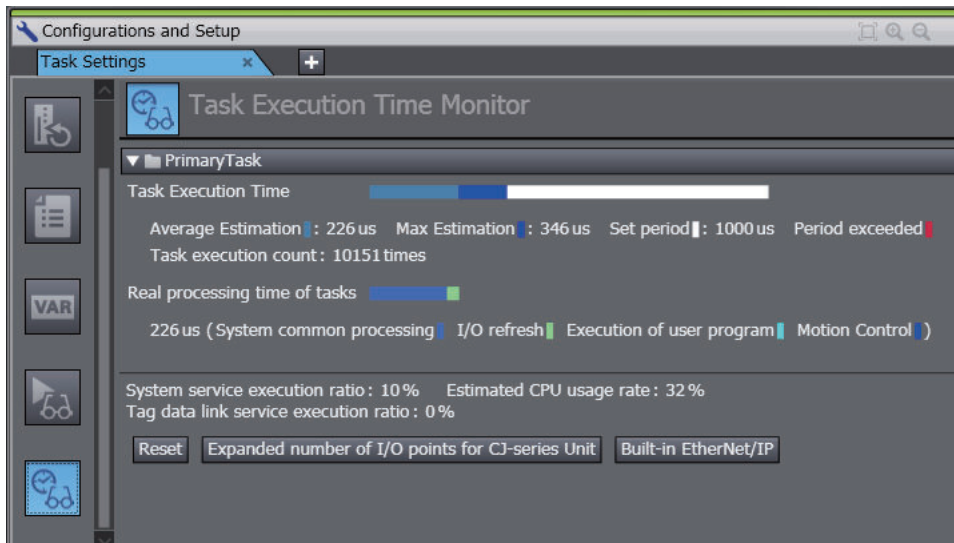 Configurations and Setup
Task Settings
Task Execution Time Monitor
PrimaryTask
Task Execution Time
Average Estimation : 226 us Max Estimation : 346 us Set period : 1000 us Period exceeded
Task execution count : 10151 times
Real processing time of tasks
226 us ( System common processing I/O refresh Execution of user program Motion Control )
VAR
System service execution ratio : 10 % Estimated CPU usage rate : 32 %
Tag data link service execution ratio : 0 %
Reset Expanded number of I/O points for CJ-series Unit Built-in EtherNet/IP